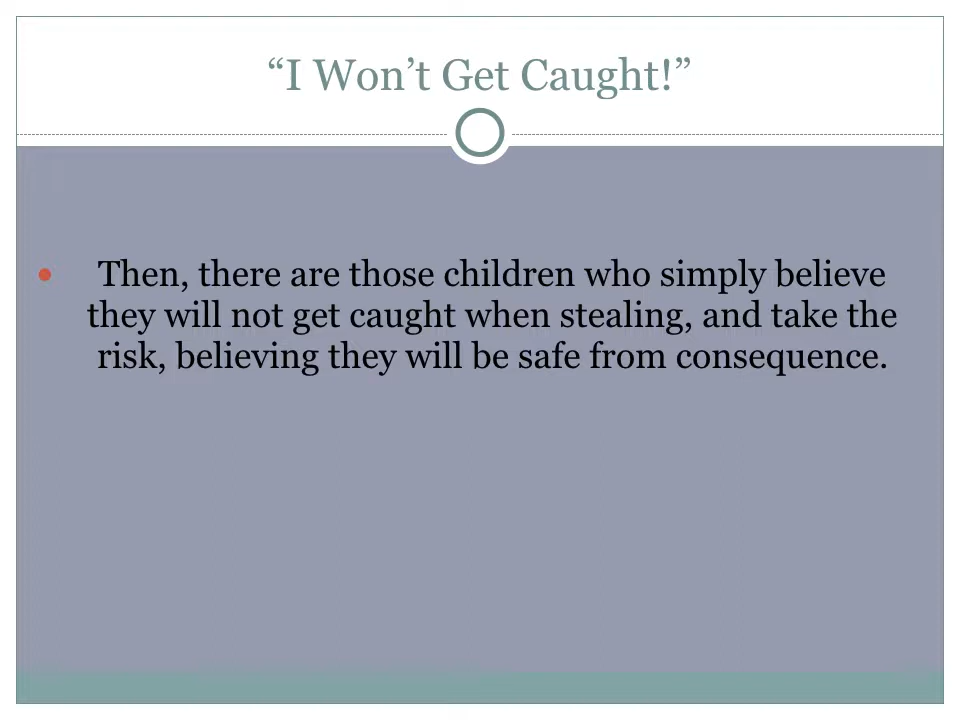 “I Won’t Get Caught!”
Then, there are those children who simply believe
they will not get caught when stealing, and take the
risk, believing they will be safe from consequence.